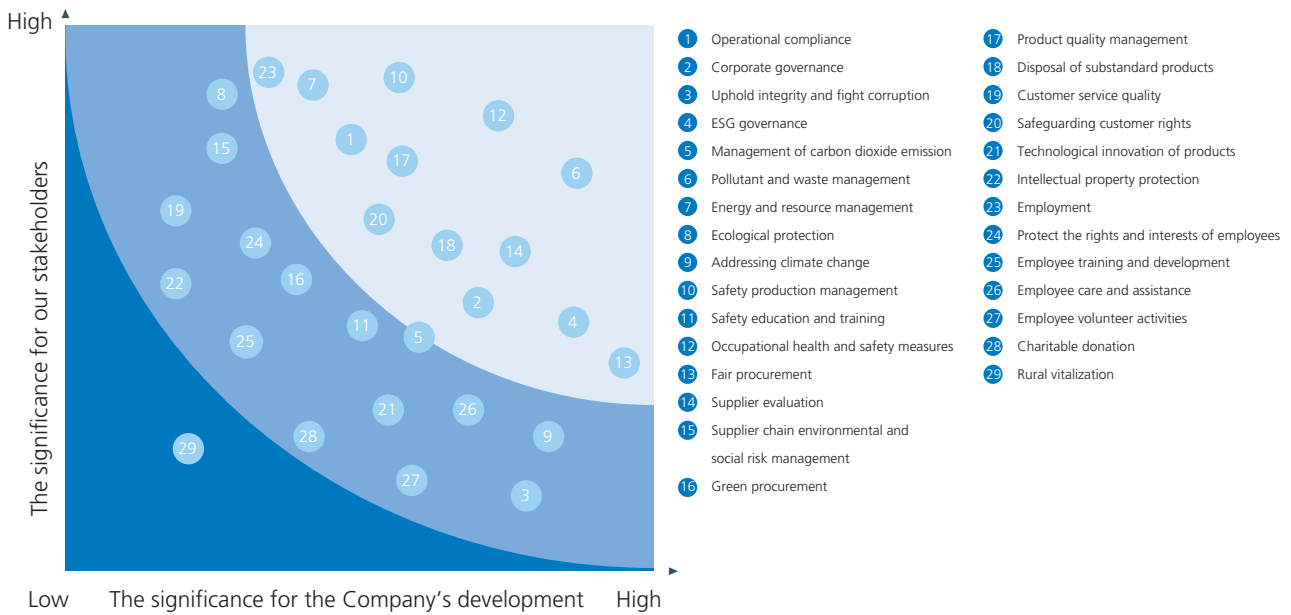 High
The significance for our stakeholders
23
10
7
8
12
1
15
17
6
19
20
24
18
14
16
22
2
4
11
5
25
13
21
26
28
9
29
27
3
Low The significance for the Company’s development High
1 Operational compliance
2 Corporate governance
3 Uphold integrity and fight corruption
4 ESG governance
5 Management of carbon dioxide emission
6 Pollutant and waste management
7 Energy and resource management
8 Ecological protection
9 Addressing climate change
10 Safety production management
11 Safety education and training
12 Occupational health and safety measures
13 Fair procurement
14 Supplier evaluation
15 Supplier chain environmental and
social risk management
16 Green procurement
17 Product quality management
18 Disposal of substandard products
19 Customer service quality
20 Safeguarding customer rights
21 Technological innovation of products
22 Intellectual property protection
23 Employment
24 Protect the rights and interests of employees
25 Employee training and development
26 Employee care and assistance
27 Employee volunteer activities
28 Charitable donation
29 Rural vitalization